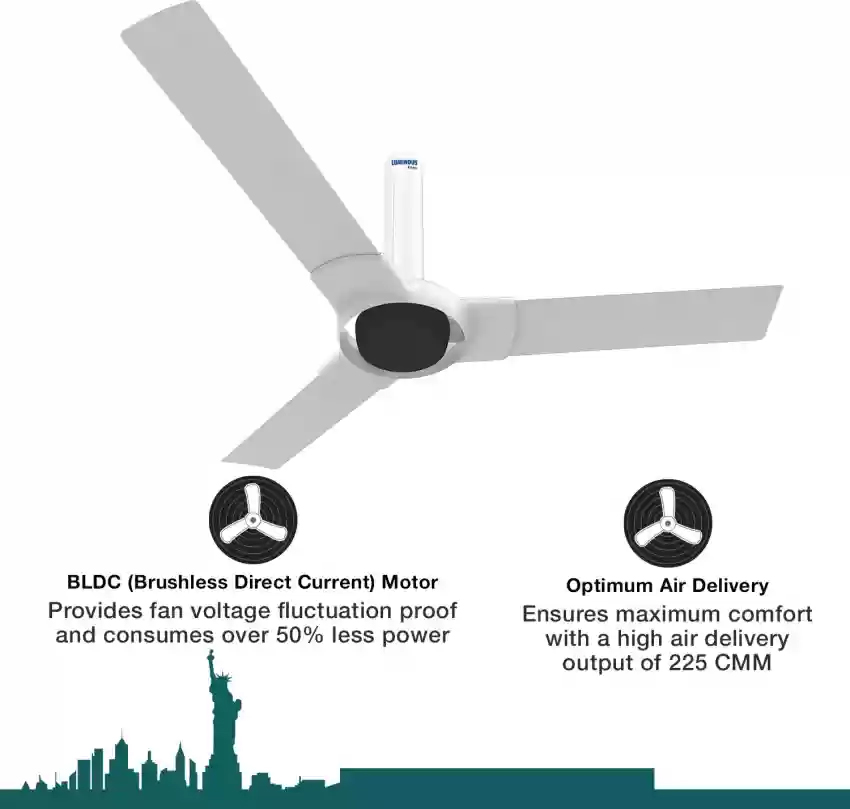 LUMINOUS
BLDC (Brushless Direct Current) Motor
Provides fan voltage fluctuation proof
and consumes over 50% less power
Optimum Air Delivery
Ensures maximum comfort
with a high air delivery
output of 225 CMM